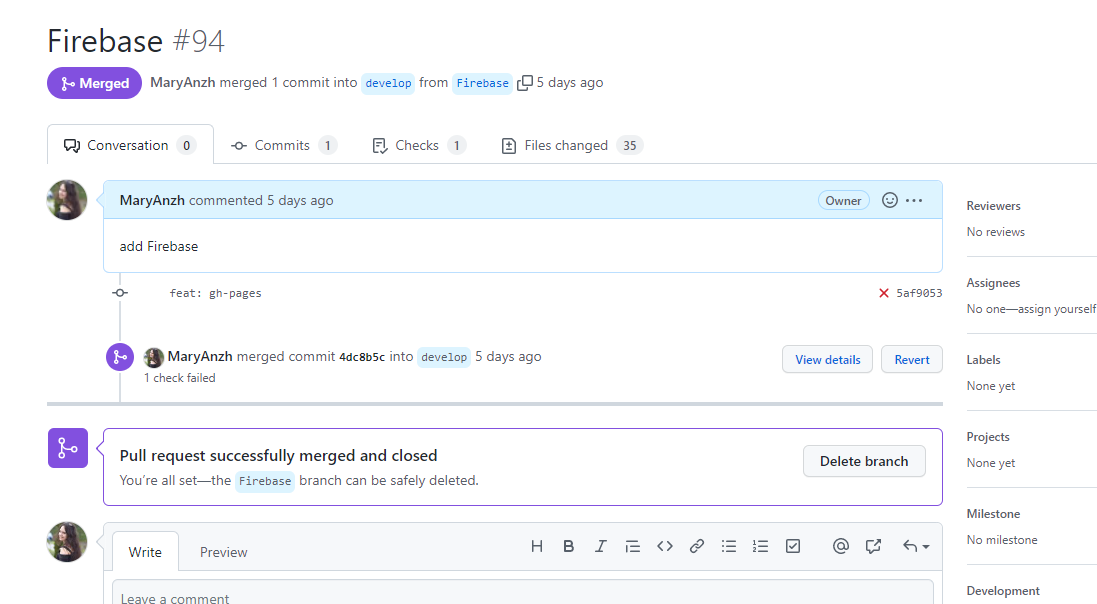 Firebase #94
Merged MaryAnzh merged 1 commit into develop from Firebase 5 days ago
Conversation 0 Commits 1 Checks 1 Files changed 35
MaryAnzh commented 5 days ago Owner
add Firebase
feat: gh-pages 5af9053
MaryAnzh merged commit 4dc8b5c into develop 5 days ago View details Revert
1 check failed
Pull request successfully merged and closed
You're all set—the Firebase branch can be safely deleted.
Delete branch
Write Preview
Leave a comment
Reviewers
No reviews
Assignees
No one—assign yourself
Labels
None yet
Projects
None yet
Milestone
No milestone
Development